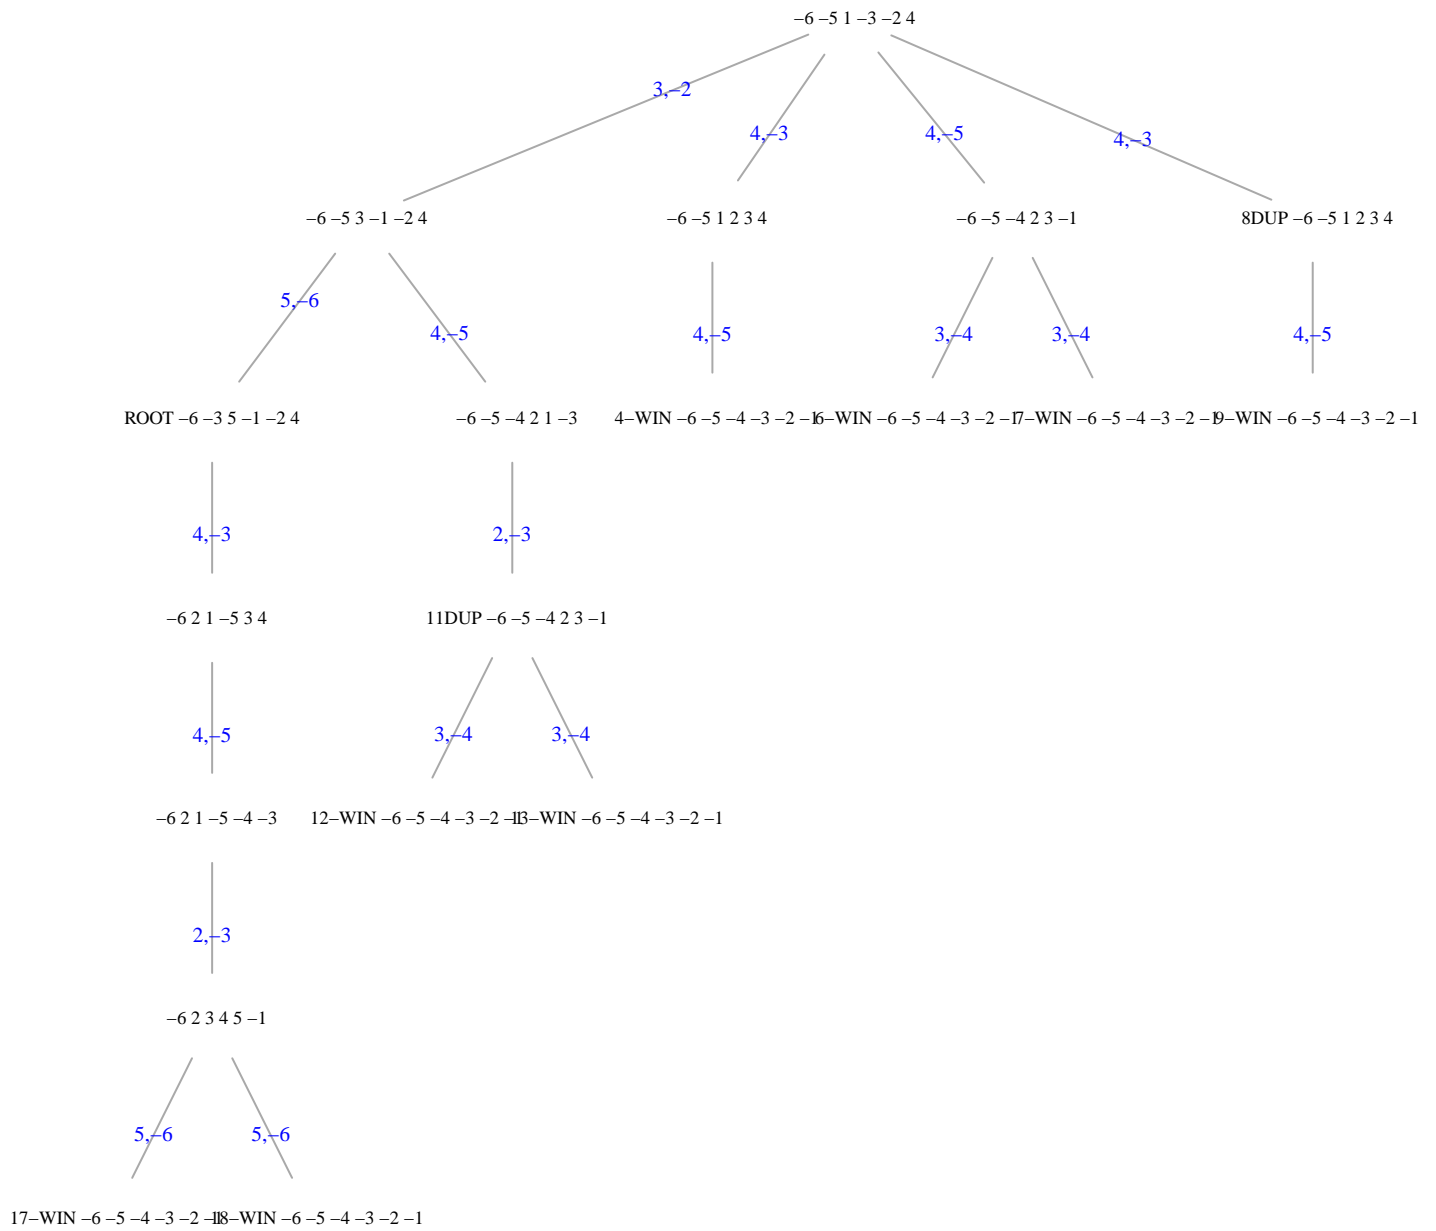 −6 −5 1 −3 −2 4
3,−2
4,−3
4,−5
4,−3
−6 −5 3 −1 −2 4
−6 −5 1 2 3 4
−6 −5 −4 2 3 −1
8DUP −6 −5 1 2 3 4
5,−6
4,−5
4,−5
3,−4
3,−4
4,−5
ROOT −6 −3 5 −1 −2 4
−6 −5 −4 2 1 −3
4−WIN −6 −5 −4 −3 −2 −1
6−WIN −6 −5 −4 −3 −2 −1
7−WIN −6 −5 −4 −3 −2 −1
9−WIN −6 −5 −4 −3 −2 −1
4,−3
2,−3
−6 2 1 −5 3 4
11DUP −6 −5 −4 2 3 −1
4,−5
3,−4
3,−4
−6 2 1 −5 −4 −3
12−WIN −6 −5 −4 −3 −2 −1
13−WIN −6 −5 −4 −3 −2 −1
2,−3
−6 2 3 4 5 −1
5,−6
5,−6
17−WIN −6 −5 −4 −3 −2 −1
18−WIN −6 −5 −4 −3 −2 −1